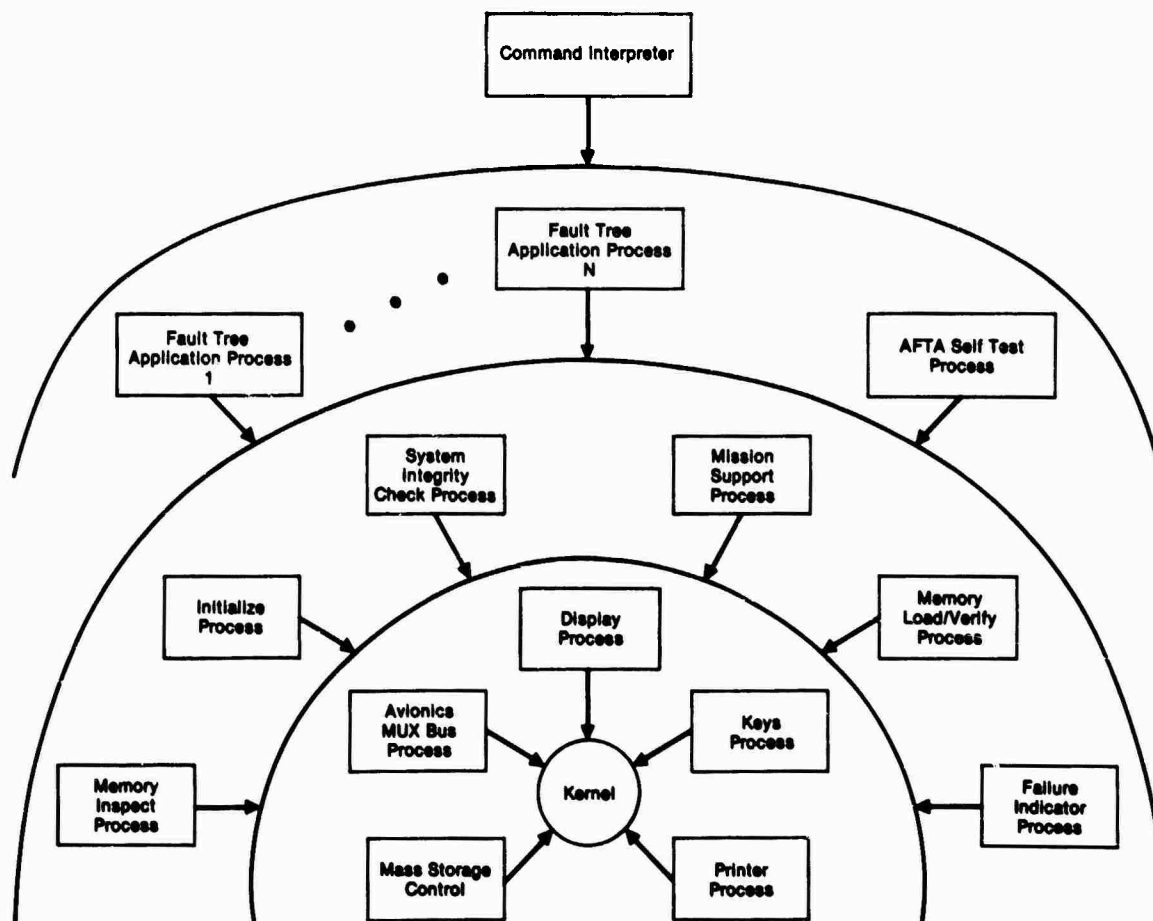 Command Interpreter
Fault Tree
Application Process
N
Fault Tree
Application Process
1
AFTA Self Test
Process
System
Integrity
Check Process
Mission
Support
Process
Initialize
Process
Display
Process
Memory
Load/Verify
Process
Avionics
MUX Bus
Process
Keys
Process
Memory
Inspect
Process
Kernel
Failure
Indicator
Process
Mass Storage
Control
Printer
Process